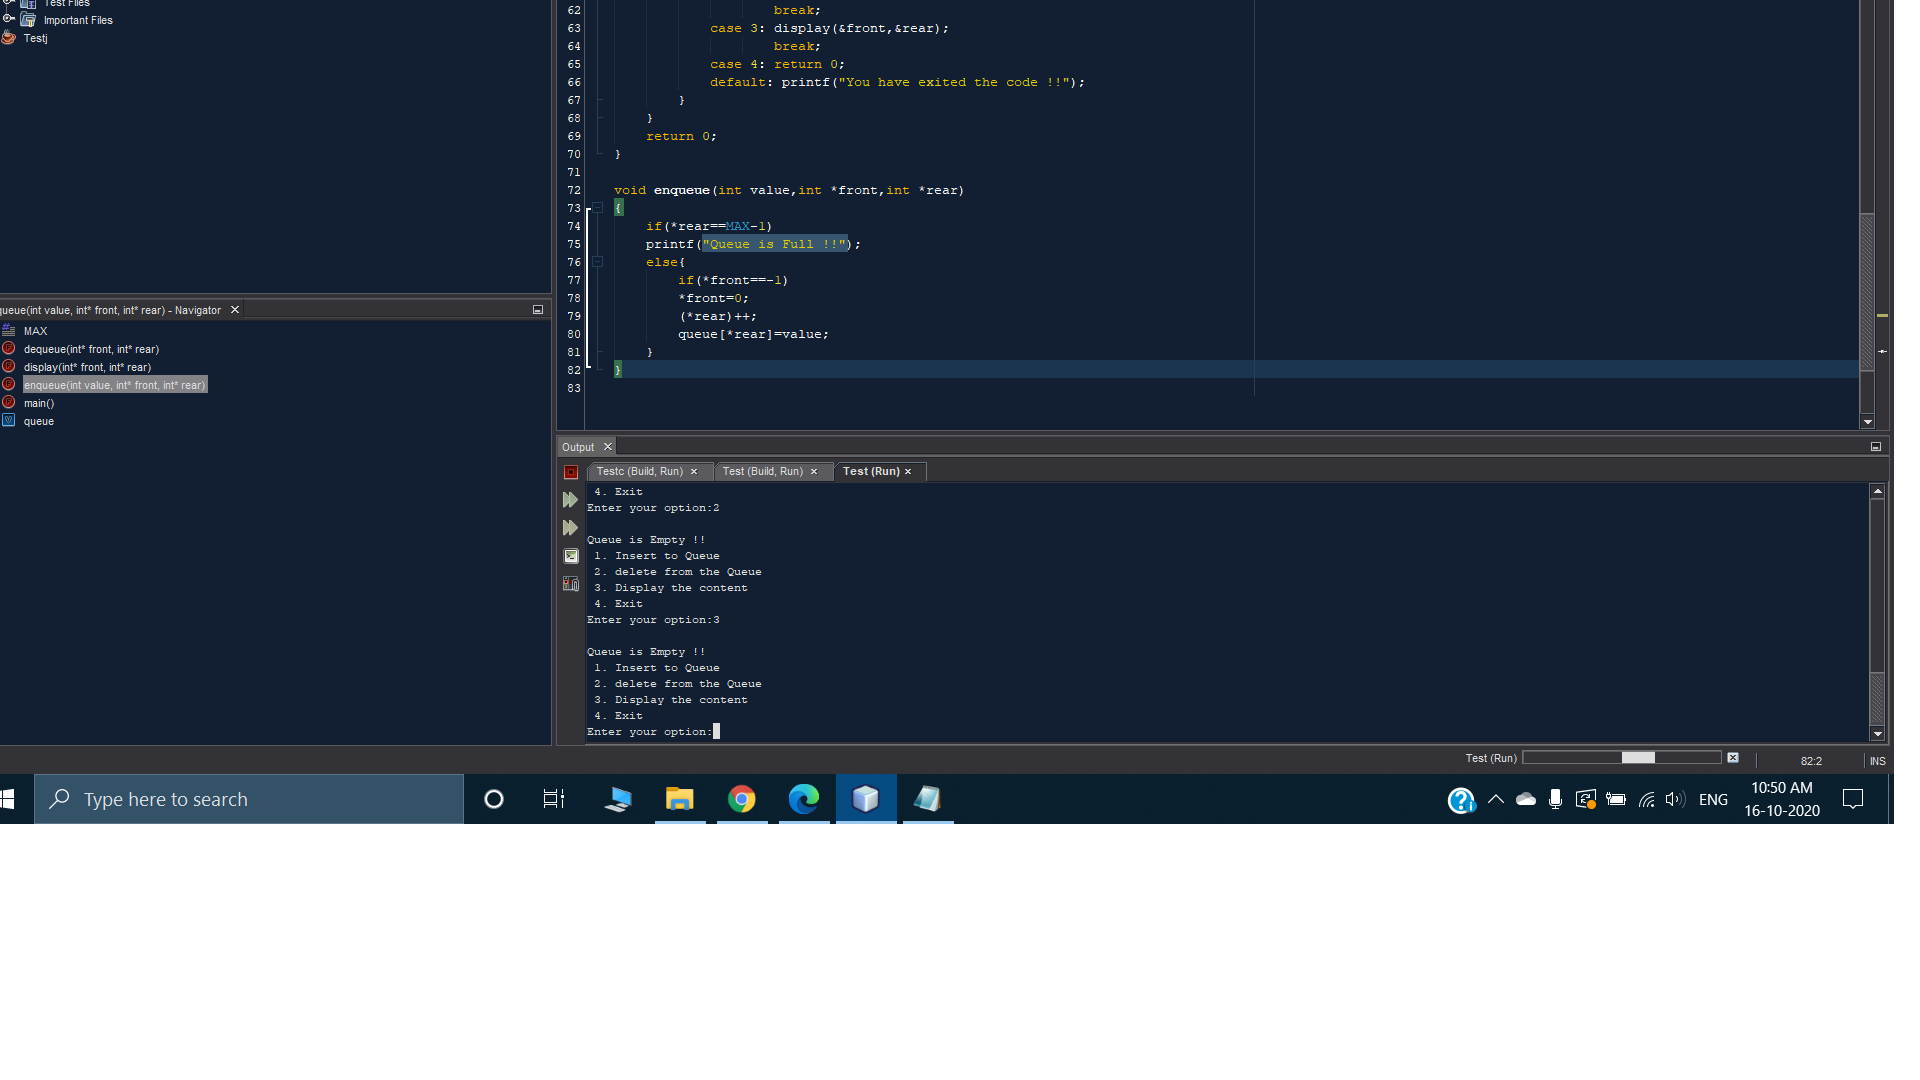 Test Files
Important Files
Testj
queue(int value, int* front, int* rear) - Navigator
MAX
dequeue(int* front, int* rear)
display(int* front, int* rear)
enqueue(int value, int* front, int* rear)
main()
queue
62 break;
63 case 3: display(&front,&rear);
64 break;
65 case 4: return 0;
66 default: printf("You have exited the code !!");
67 }
68 }
69 return 0;
70 }
71
72 void enqueue(int value,int *front,int *rear)
73 {
74 if(*rear==MAX-1)
75 printf("Queue is Full !!");
76 else{
77 if(*front==-1)
78 *front=0;
79 (*rear)++;
80 queue[*rear]=value;
81 }
82 }
83
Output
Testc (Build, Run) Test (Build, Run) Test (Run)
4. Exit
Enter your option:2
Queue is Empty !!
1. Insert to Queue
2. delete from the Queue
3. Display the content
4. Exit
Enter your option:3
Queue is Empty !!
1. Insert to Queue
2. delete from the Queue
3. Display the content
4. Exit
Enter your option:
Test (Run) 82:2 INS
Type here to search
ENG
10:50 AM
16-10-2020